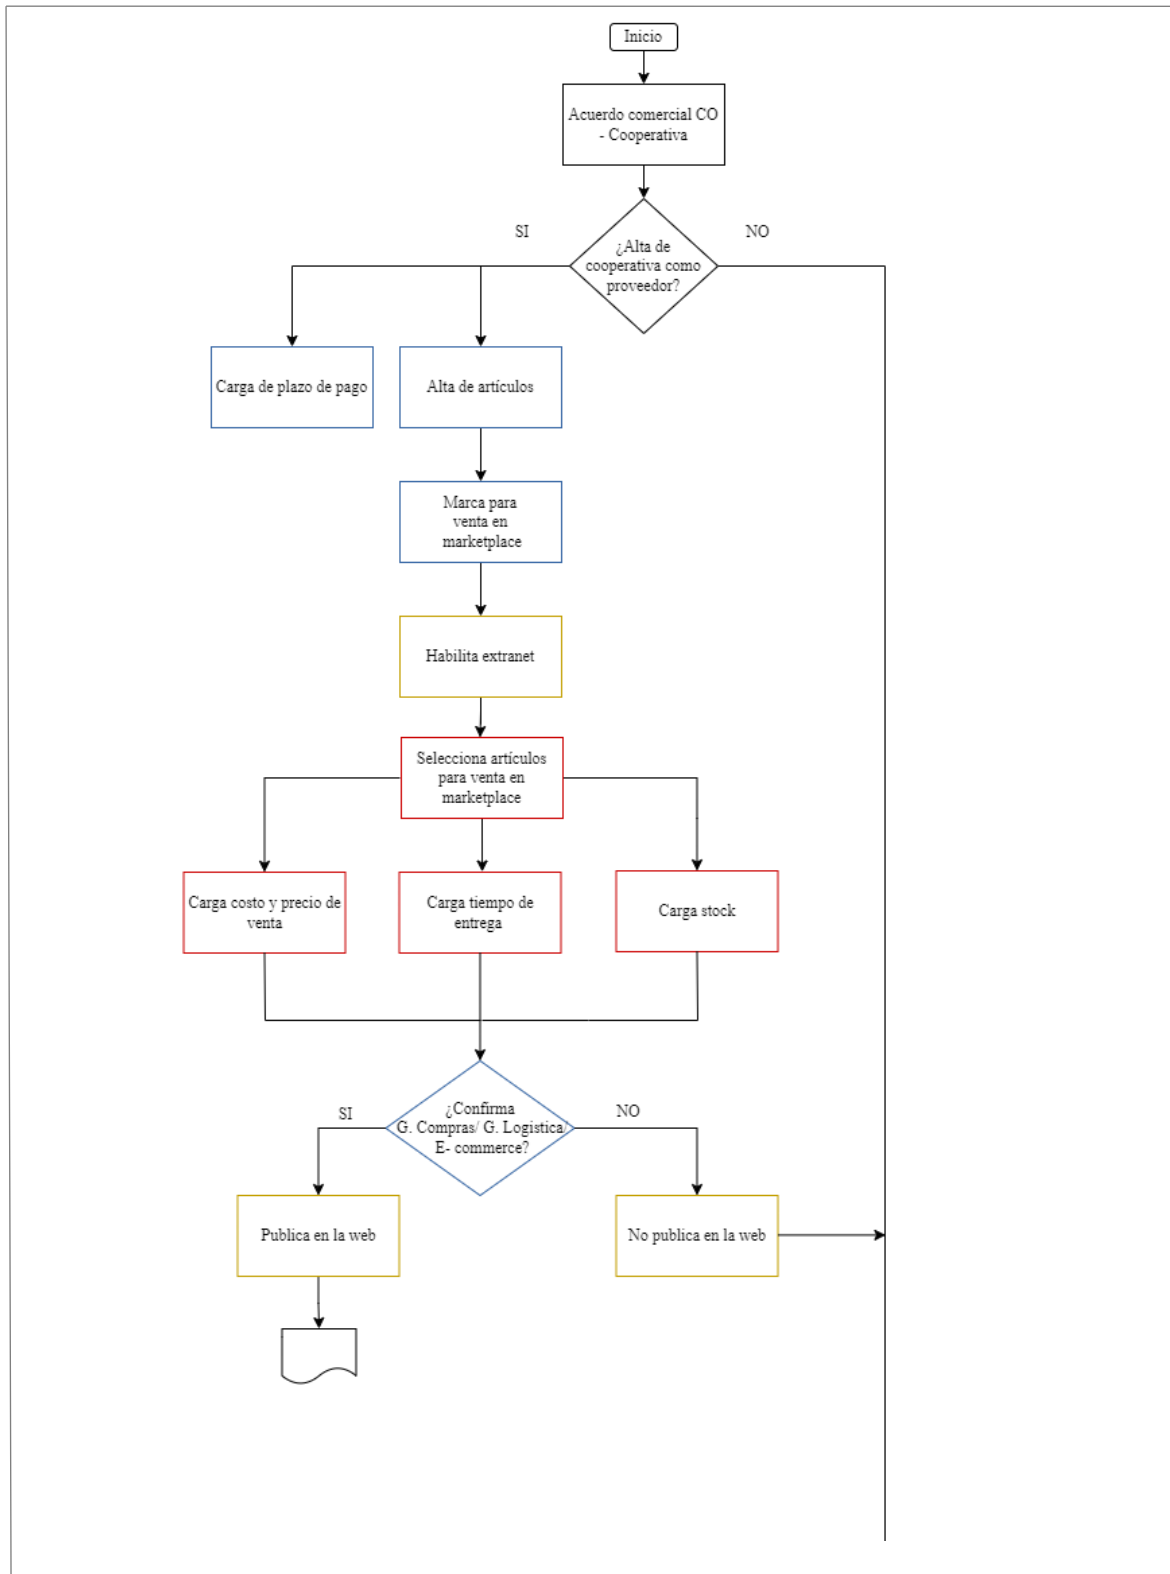 Inicio
Acuerdo comercial CO
- Cooperativa
SI
NO
¿Alta de
cooperativa como
proveedor?
Carga de plazo de pago
Alta de artículos
Marca para
venta en
marketplace
Habilita extranet
Selecciona artículos
para venta en
marketplace
Carga costo y precio de
venta
Carga tiempo de
entrega
Carga stock
SI
¿Confirma
G. Compras/ G. Logistica/
E- commerce?
NO
Publica en la web
No publica en la web